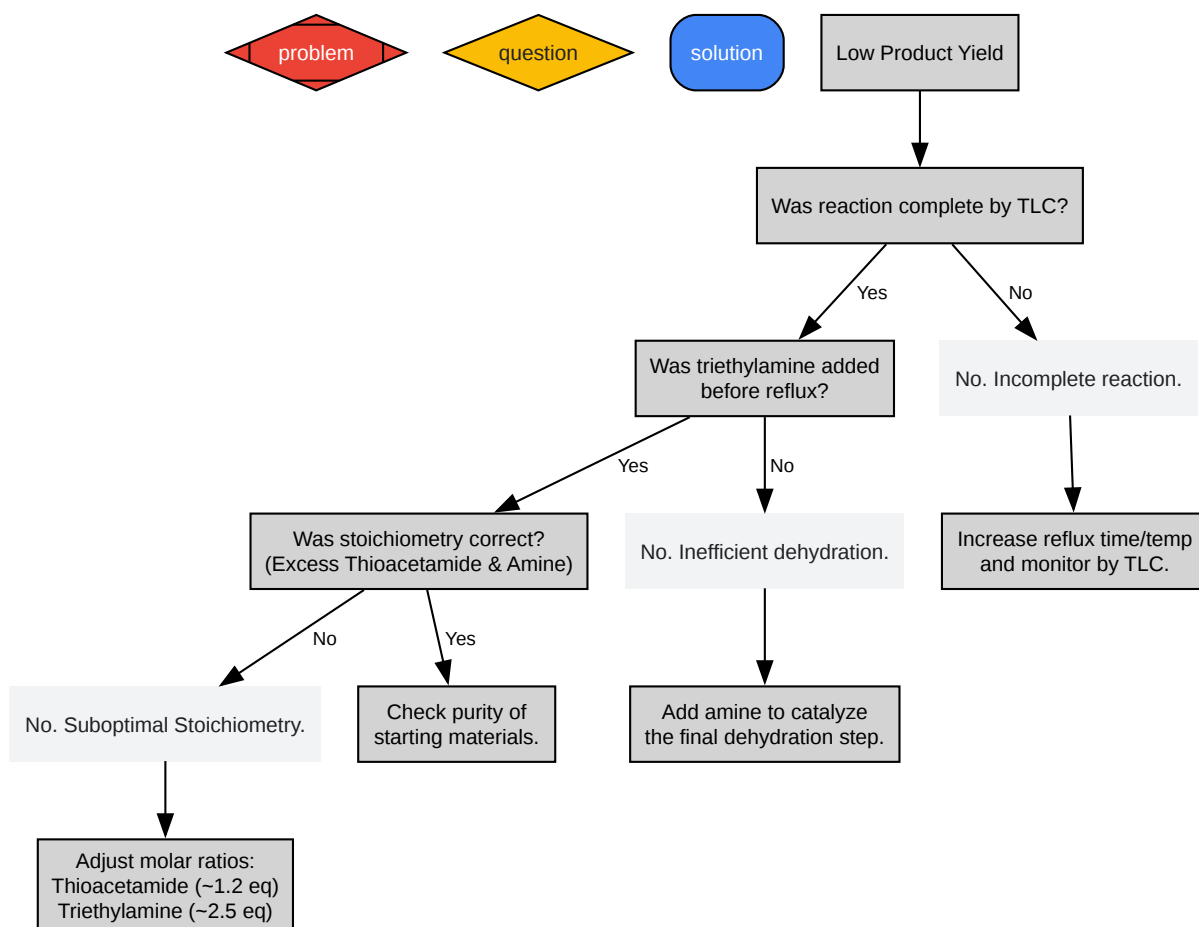 problem
question
solution
Low Product Yield
Was reaction complete by TLC?
Yes
No
Was triethylamine added
before reflux?
No. Incomplete reaction.
Yes
No
Was stoichiometry correct?
(Excess Thioacetamide & Amine)
No. Inefficient dehydration.
Increase reflux time/temp
and monitor by TLC.
No
Yes
No. Suboptimal Stoichiometry.
Check purity of
starting materials.
Add amine to catalyze
the final dehydration step.
Adjust molar ratios:
Thioacetamide (~1.2 eq)
Triethylamine (~2.5 eq)